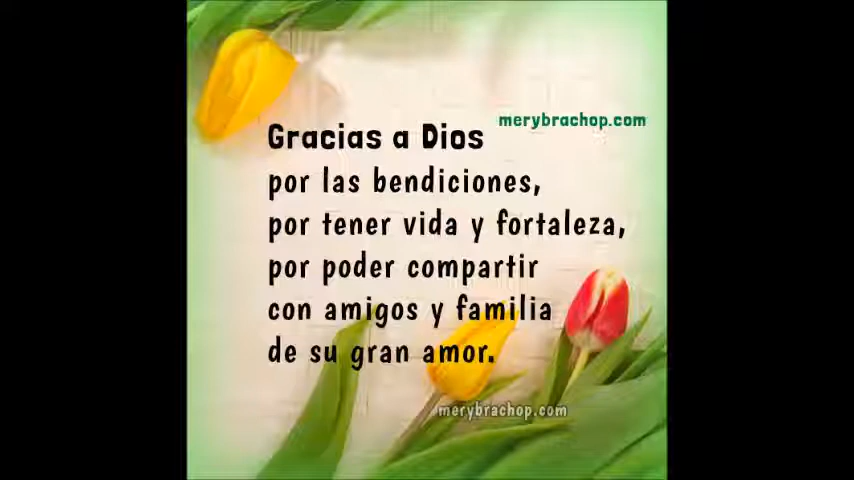 merybrachop.com
Gracias a Dios
por las bendiciones,
por tener vida y fortaleza,
por poder compartir
con amigos y familia
de su gran amor.
merybrachop.com